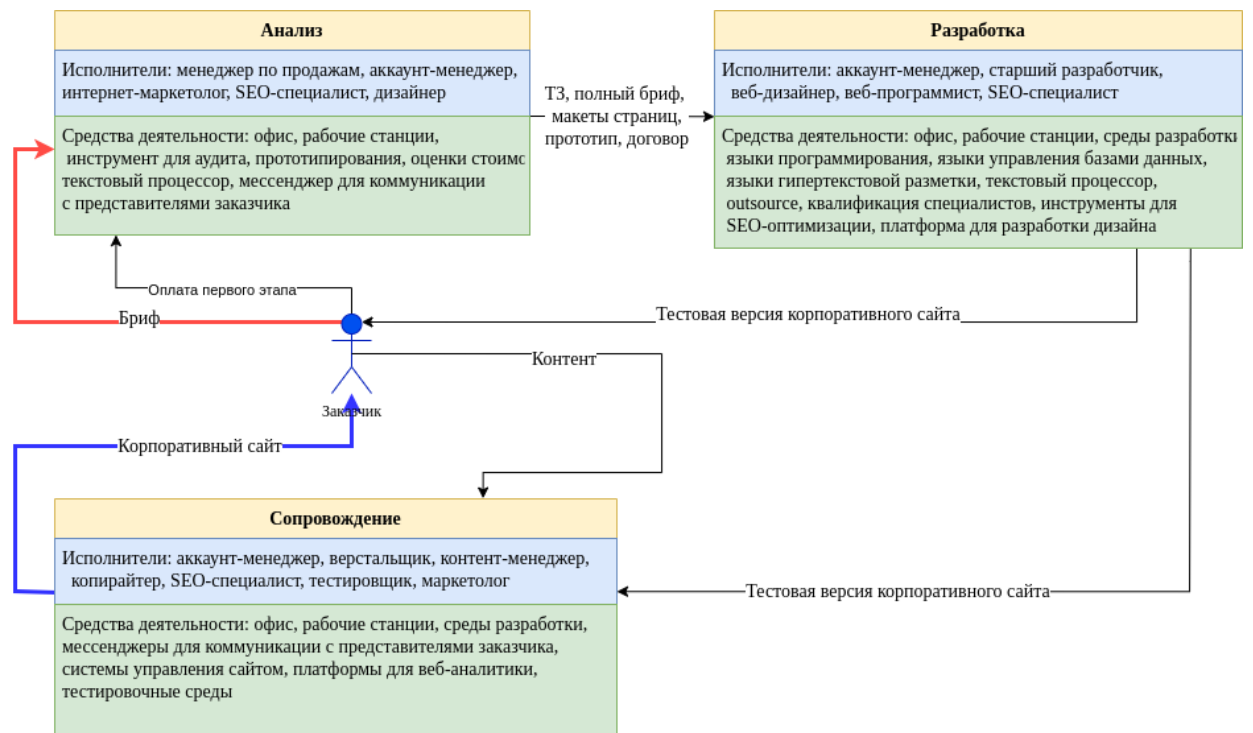 Анализ
Исполнители: менеджер по продажам, аккаунт-менеджер,
интернет-маркетолог, SEO-специалист, дизайнер
Средства деятельности: офис, рабочие станции,
инструмент для аудита, прототипирования, оценки стоимо
текстовый процессор, мессенджер для коммуникации
с представителями заказчика
ТЗ, полный бриф,
макеты страниц,
прототип, договор
Разработка
Исполнители: аккаунт-менеджер, старший разработчик,
веб-дизайнер, веб-программист, SEO-специалист
Средства деятельности: офис, рабочие станции, среды разработки
языки программирования, языки управления базами данных,
языки гипертекстовой разметки, текстовый процессор,
outsource, квалификация специалистов, инструменты для
SEO-оптимизации, платформа для разработки дизайна
Оплата первого этапа
Бриф
Тестовая версия корпоративного сайта
Контент
Заказчик
Корпоративный сайт
Сопровождение
Исполнители: аккаунт-менеджер, верстальщик, контент-менеджер,
копирайтер, SEO-специалист, тестировщик, маркетолог
Средства деятельности: офис, рабочие станции, среды разработки,
мессенджеры для коммуникации с представителями заказчика,
системы управления сайтом, платформы для веб-аналитики,
тестировочные среды
Тестовая версия корпоративного сайта